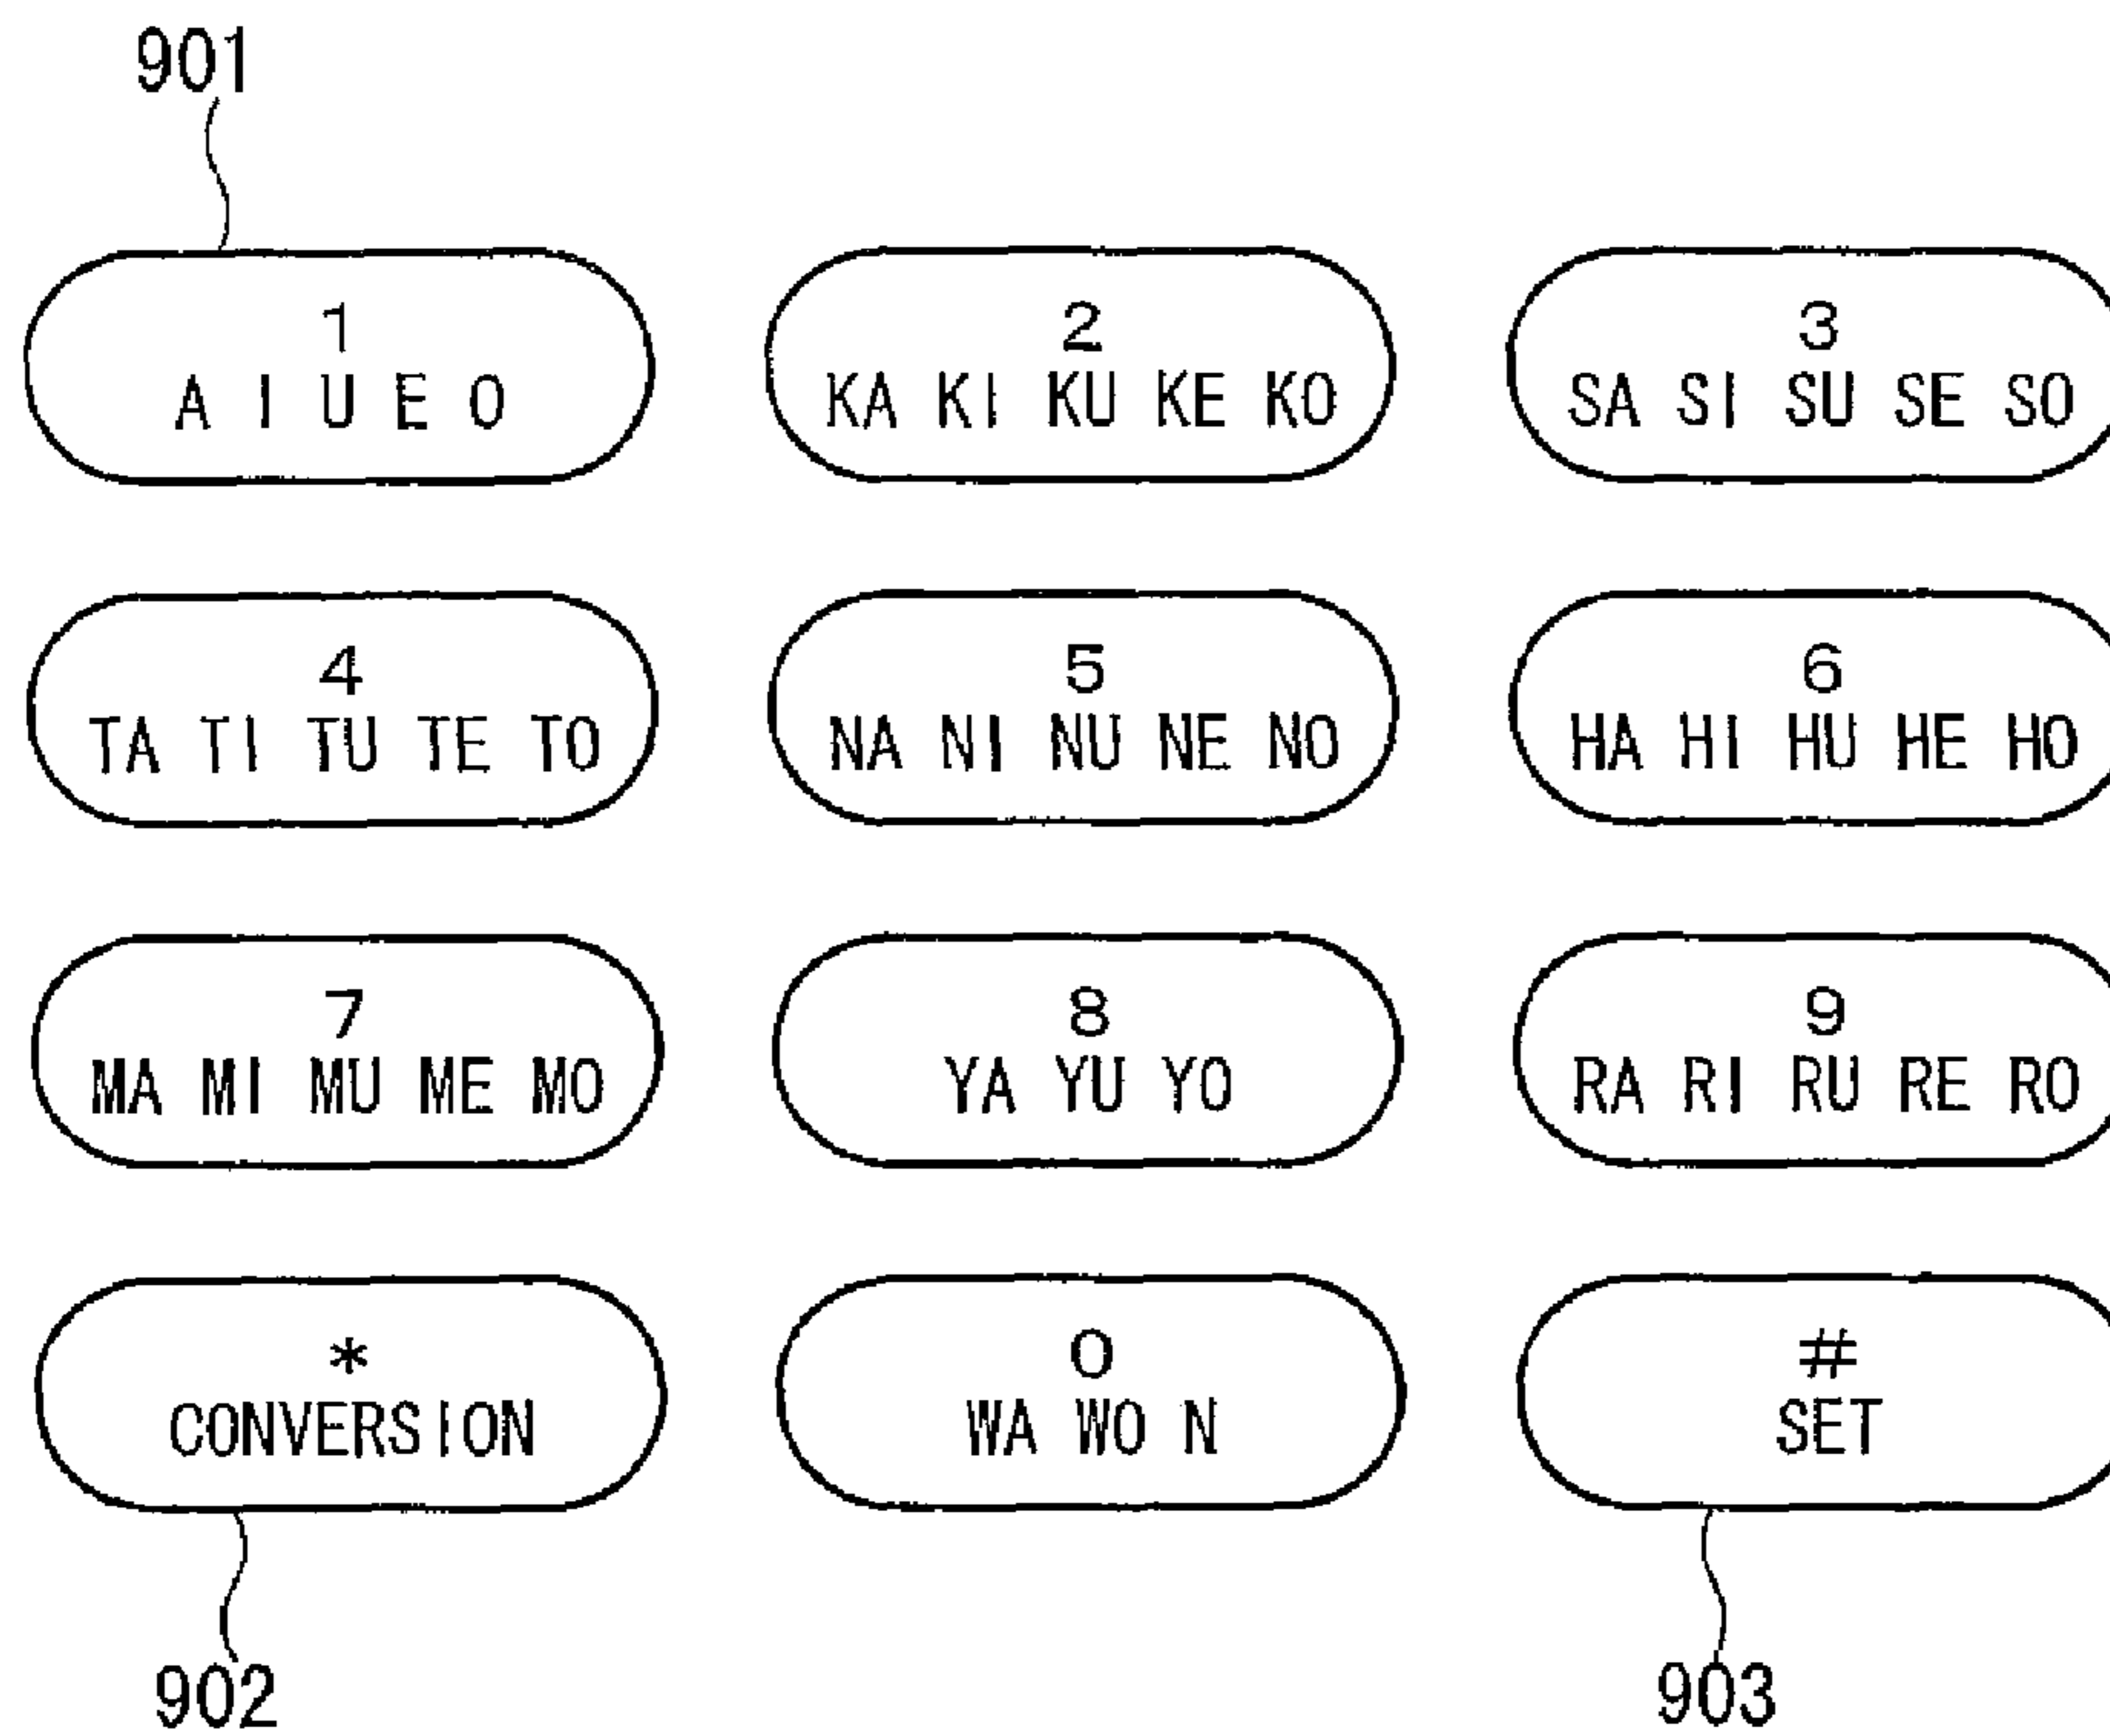 901
1
A I U E O
2
KA KI KU KE KO
3
SA SI SU SE SO
4
TA TI TU TE TO
5
NA NI NU NE NO
6
HA HI HU HE HO
7
MA MI MU ME MO
8
YA YU YO
9
RA RI RU RE RO
*
CONVERSION
0
WA WO N
#
SET
902
903